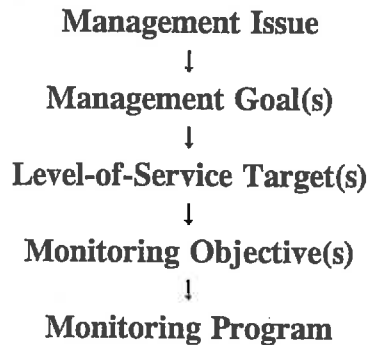 Management Issue
Management Goal(s)
Level-of-Service Target(s)
Monitoring Objective(s)
Monitoring Program